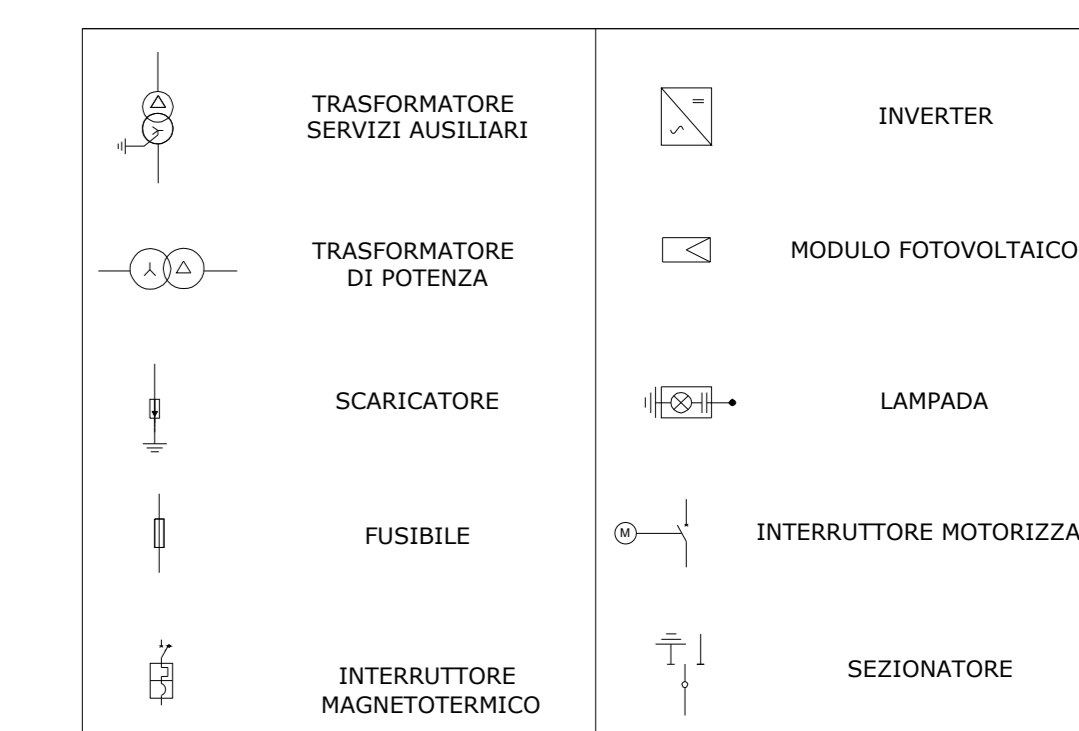 TRASFORMATORE
SERVIZI AUSILIARI
TRASFORMATORE
DI POTENZA
SCARICATORE
FUSIBILE
INTERRUTTORE
MAGNETOTERMICO
INVERTER
MODULO FOTOVOLTAICO
LAMPADA
M
INTERRUTTORE MOTORIZZA
SEZIONATORE